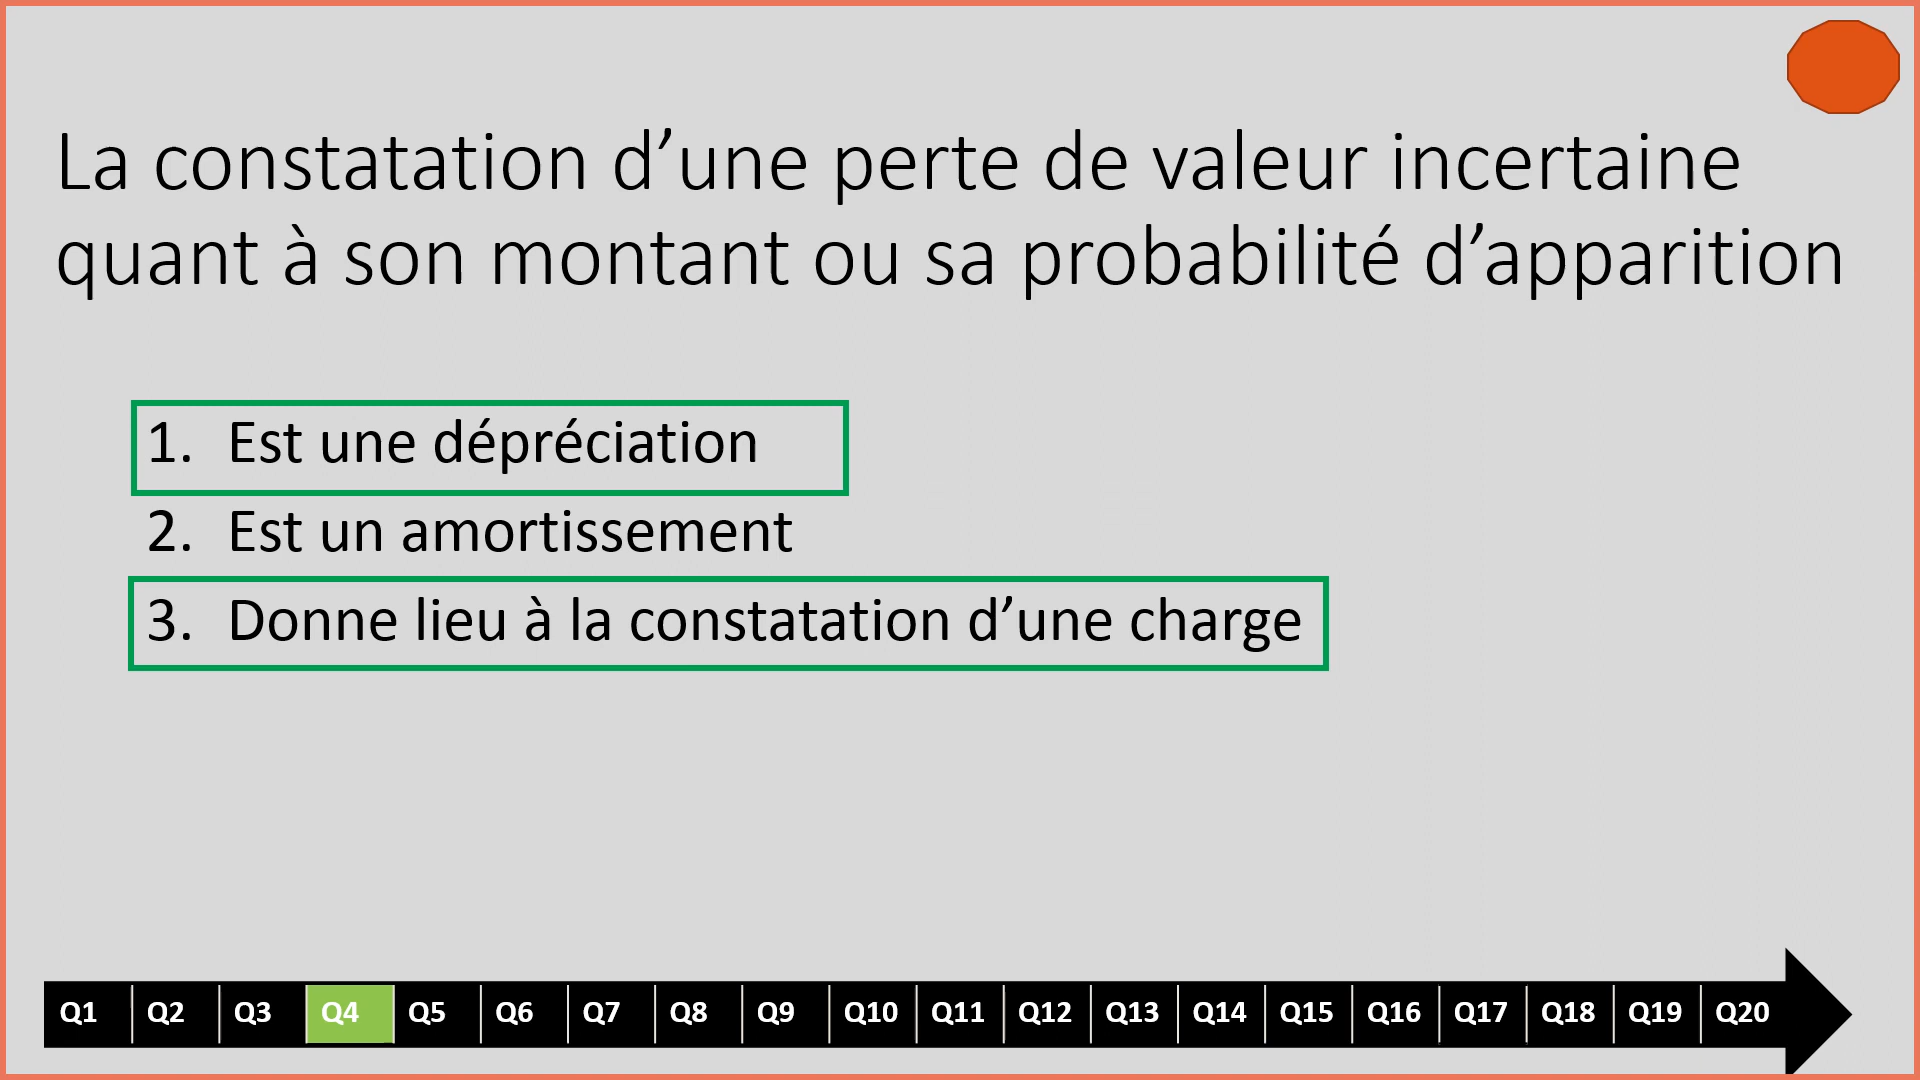 La constatation d’une perte de valeur incertaine
quant à son montant ou sa probabilité d’apparition
1. Est une dépréciation
2. Est un amortissement
3. Donne lieu à la constatation d’une charge
Q1 Q2 Q3 Q4 Q5 Q6 Q7 Q8 Q9 Q10 Q11 Q12 Q13 Q14 Q15 Q16 Q17 Q18 Q19 Q20